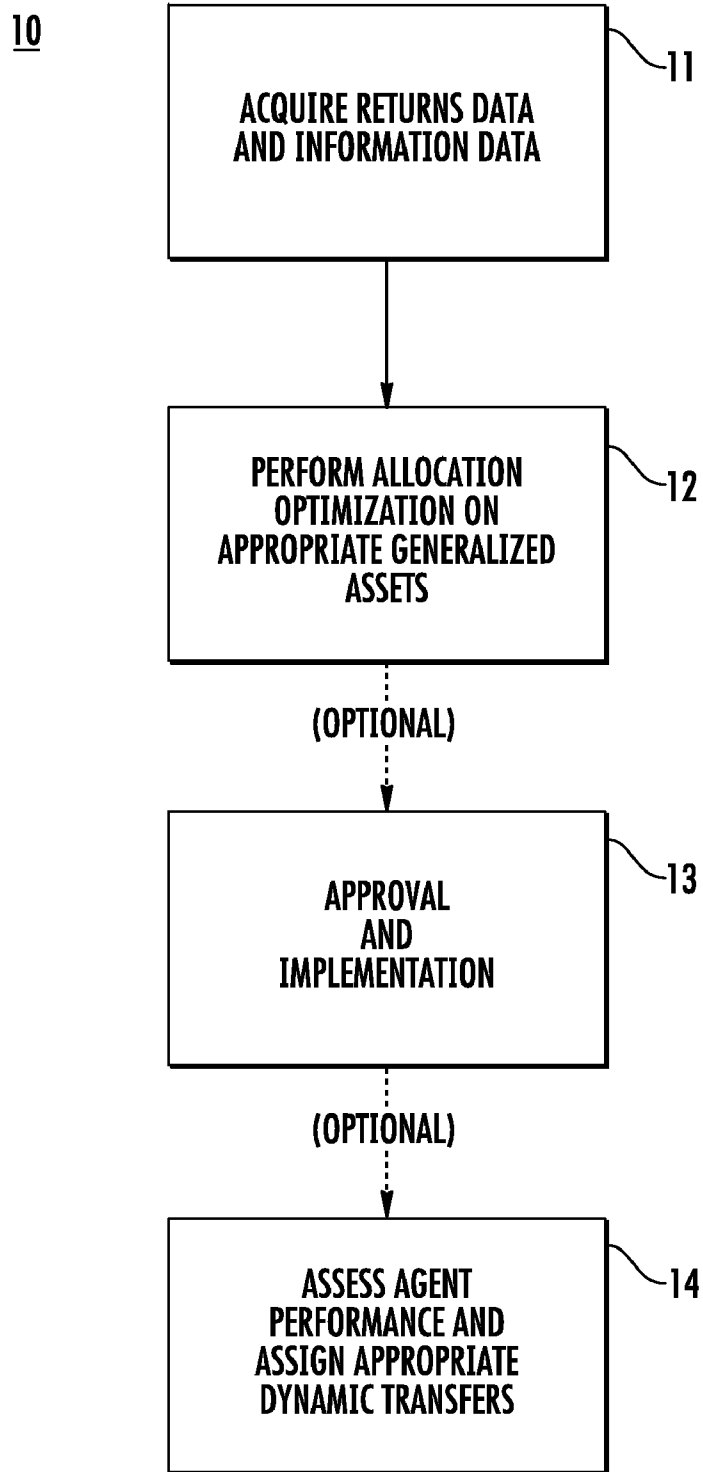 10
11
ACQUIRE RETURNS DATA
AND INFORMATION DATA
12
PERFORM ALLOCATION
OPTIMIZATION ON
APPROPRIATE GENERALIZED
ASSETS
(OPTIONAL)
13
APPROVAL
AND
IMPLEMENTATION
(OPTIONAL)
14
ASSESS AGENT
PERFORMANCE AND
ASSIGN APPROPRIATE
DYNAMIC TRANSFERS